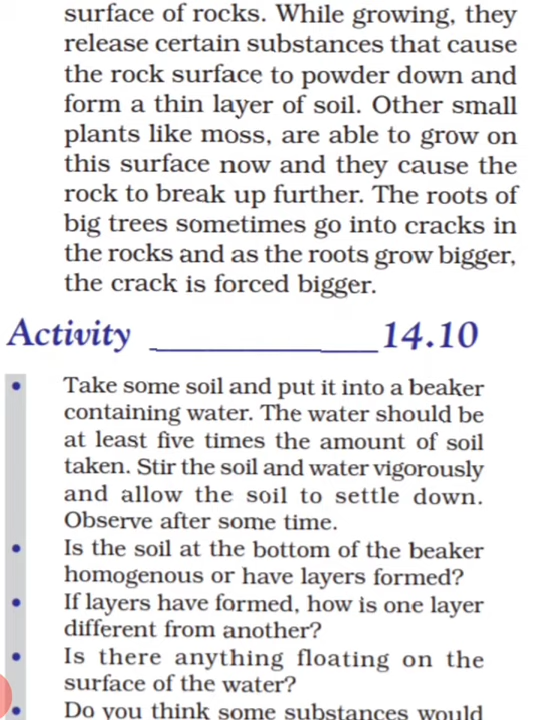 surface of rocks. While growing, they
release certain substances that cause
the rock surface to powder down and
form a thin layer of soil. Other small
plants like moss, are able to grow on
this surface now and they cause the
rock to break up further. The roots of
big trees sometimes go into cracks in
the rocks and as the roots grow bigger,
the crack is forced bigger.
Activity ______________ 14.10
• Take some soil and put it into a beaker
containing water. The water should be
at least five times the amount of soil
taken. Stir the soil and water vigorously
and allow the soil to settle down.
Observe after some time.
• Is the soil at the bottom of the beaker
homogenous or have layers formed?
• If layers have formed, how is one layer
different from another?
• Is there anything floating on the
surface of the water?
• Do you think some substances would